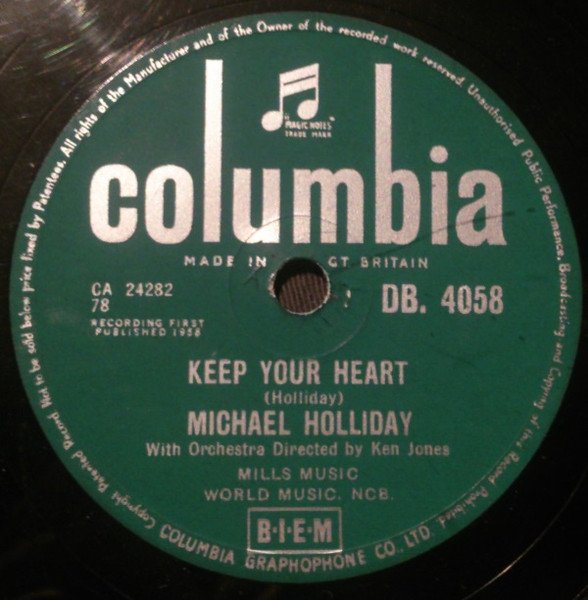 Patented Record Not to be sold below price fixed by Patentees. All rights of the Manufacturer and of the Owner of the recorded work reserved. Unauthorised Public Performance, Broadcasting and Copying of this Record Prohibited. Copyright
"MAGIC NOTES"
TRADE MARK
columbia
MADE IN GT BRITAIN
CA 24282
78
DB. 4058
RECORDING FIRST
PUBLISHED 1958
KEEP YOUR HEART
(Holliday)
MICHAEL HOLLIDAY
With Orchestra Directed by Ken Jones
MILLS MUSIC
WORLD MUSIC. NCB.
B·I·E·M
COLUMBIA GRAPHOPHONE CO., LTD.